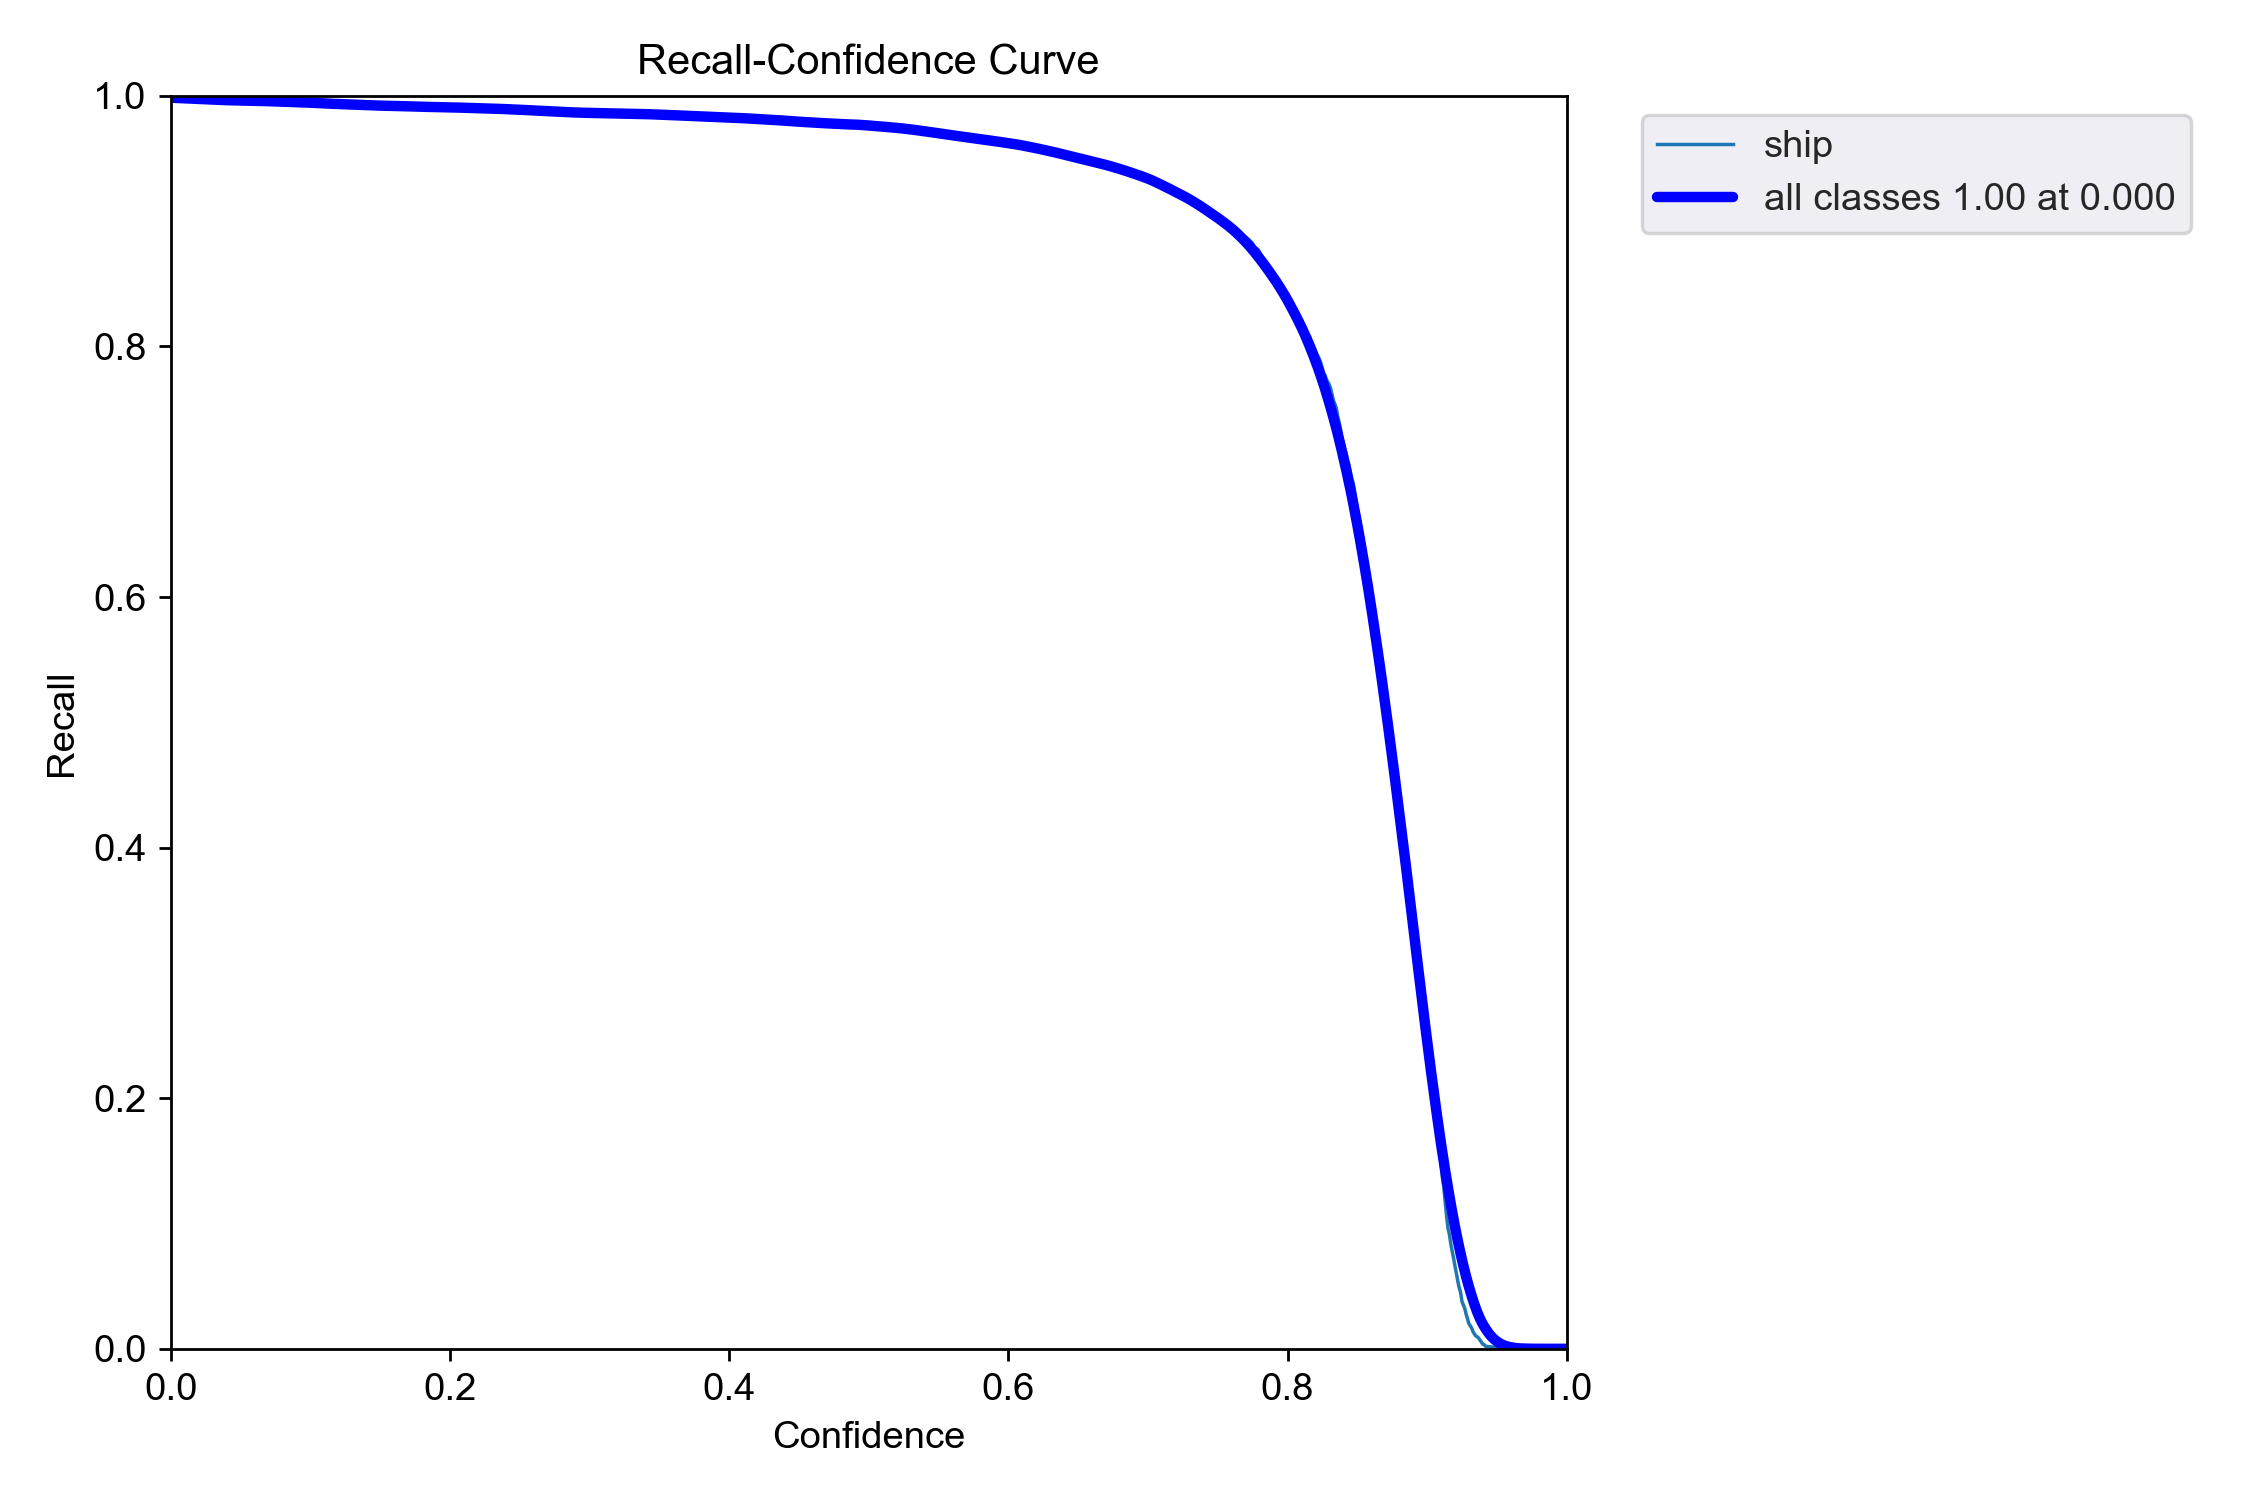 Recall-Confidence Curve
1.0
0.8
0.6
0.4
0.2
0.0
Recall
0.0 0.2 0.4 0.6 0.8 1.0
Confidence
ship
all classes 1.00 at 0.000